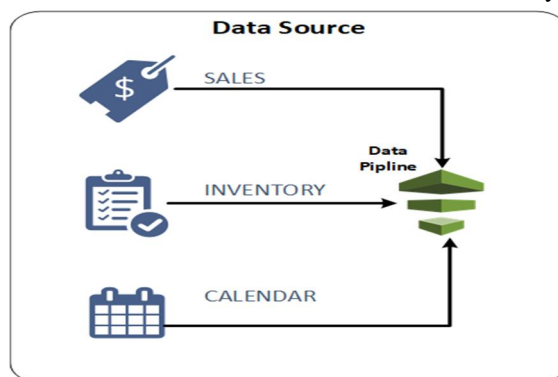 Data Source
$
SALES
Data
Pipline
INVENTORY
CALENDAR